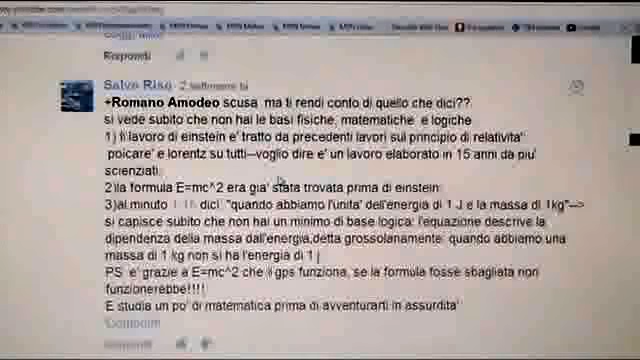 Rispondi
Salvo Riso 2 settimane fa
+Romano Amodeo scusa ma ti rendi conto di quello che dici??
si vede subito che non hai le basi fisiche, matematiche e logiche
1) il lavoro di einstein e' tratto da precedenti lavori sul principio di relativita'
poicare' e lorentz su tutti--voglio dire e' un lavoro elaborato in 15 anni da piu'
scienziati.
2)la formula E=mc^2 era gia' stata trovata prima di einstein:
3)al minuto 1:16 dici "quando abbiamo l'unita' dell'energia di 1 J e la massa di 1kg"-->
si capisce subito che non hai un minimo di base logica: l'equazione descrive la
dipendenza della massa dall'energia,detta grossolanamente: quando abbiamo una
massa di 1 kg non si ha l'energia di 1 j
PS e' grazie a E=mc^2 che il gps funziona, se la formula fosse sbagliata non
funzionerebbe!!!!
E studia un po' di matematica prima di avventurarti in assurdita'